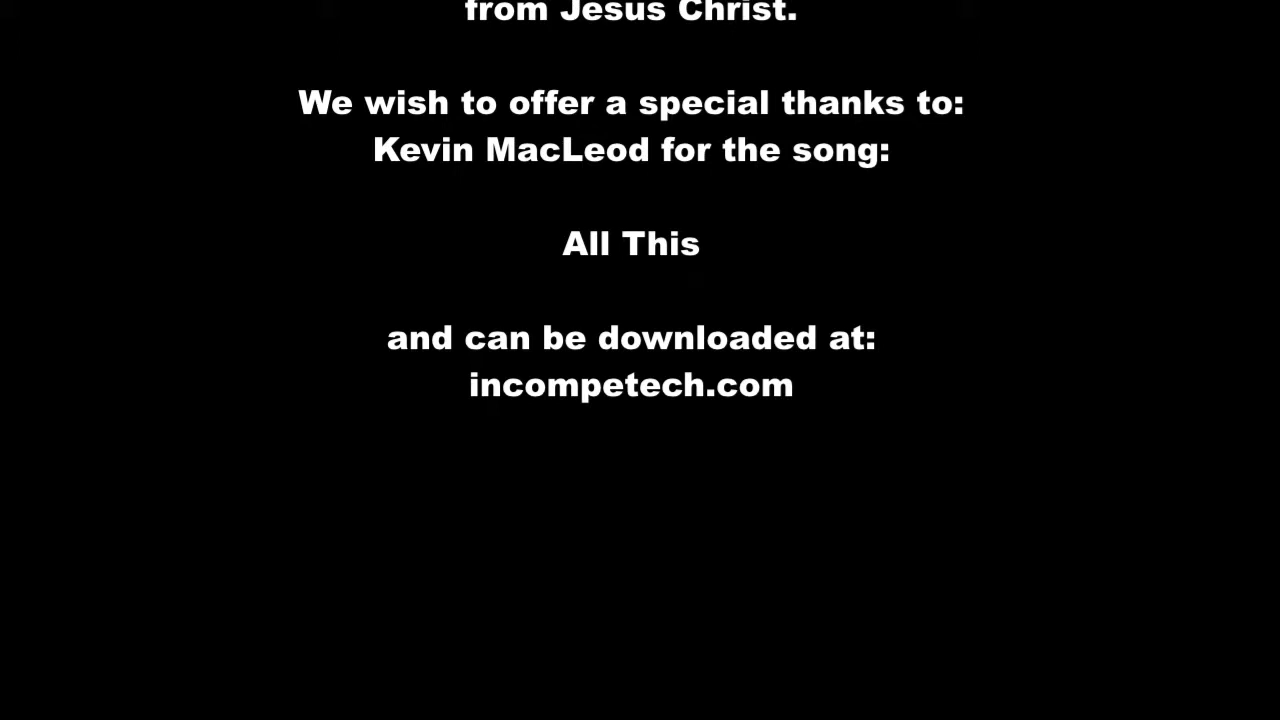 from Jesus Christ.
We wish to offer a special thanks to:
Kevin MacLeod for the song:
All This
and can be downloaded at:
incompetech.com